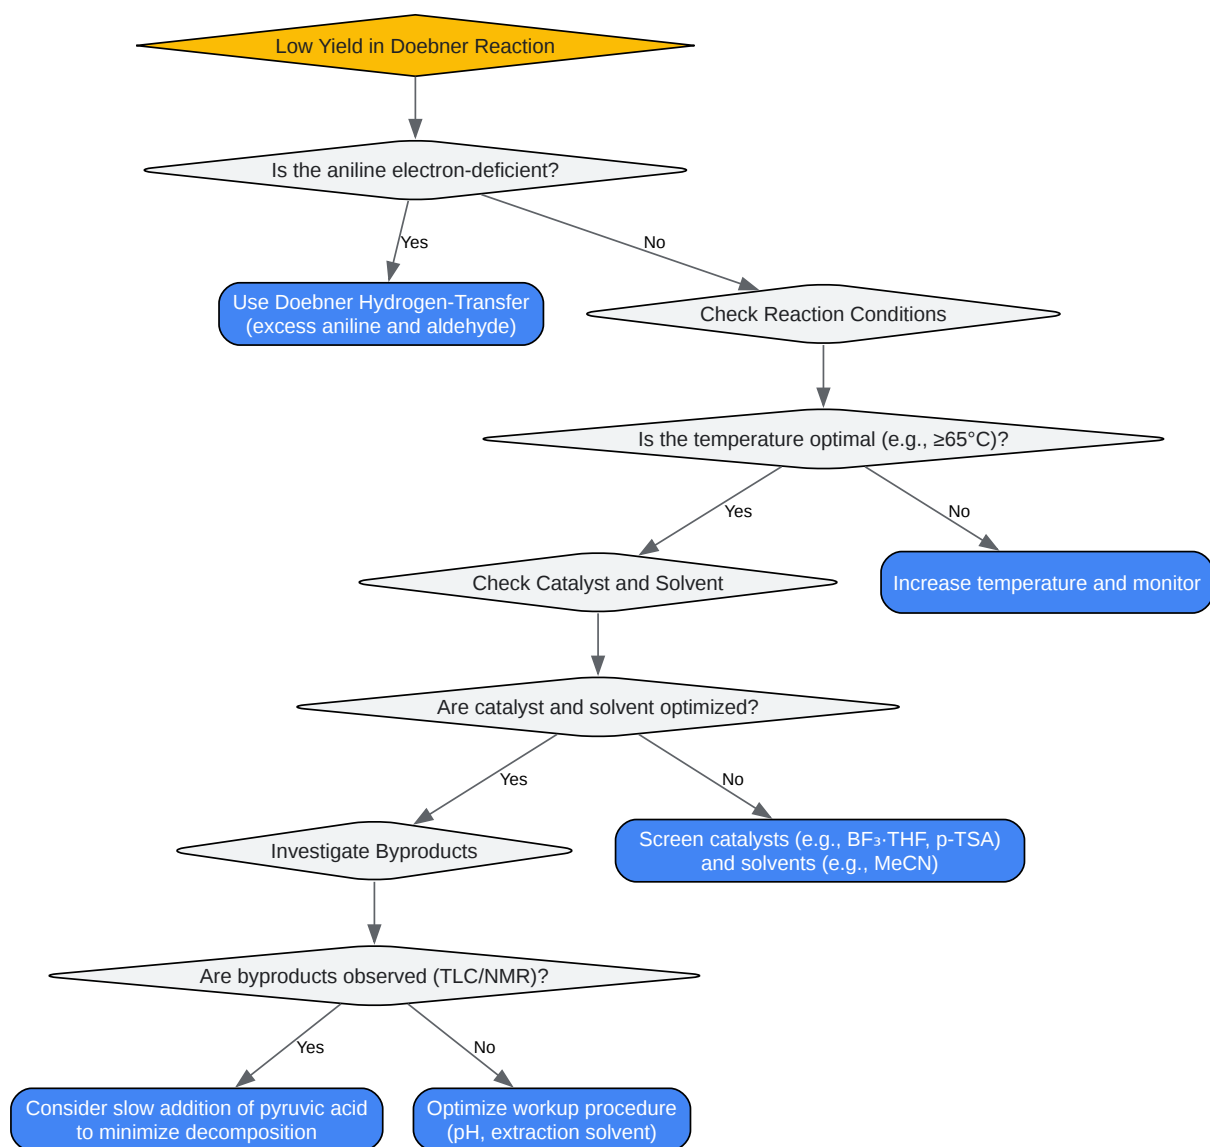 Low Yield in Doebner Reaction
Is the aniline electron-deficient?
Yes
No
Use Doebner Hydrogen-Transfer
(excess aniline and aldehyde)
Check Reaction Conditions
Is the temperature optimal (e.g., ≥65°C)?
Yes
No
Check Catalyst and Solvent
Increase temperature and monitor
Are catalyst and solvent optimized?
Yes
No
Investigate Byproducts
Screen catalysts (e.g., BF₃·THF, p-TSA)
and solvents (e.g., MeCN)
Are byproducts observed (TLC/NMR)?
Yes
No
Consider slow addition of pyruvic acid
to minimize decomposition
Optimize workup procedure
(pH, extraction solvent)